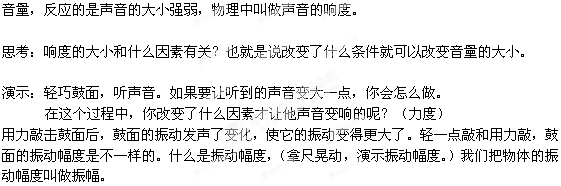 音量，反应的是声音的大小强弱，物理中叫做声音的响度。
思考：响度的大小和什么因素有关？也就是说改变了什么条件就可以改变音量的大小。
演示：轻巧鼓面，听声音。如果要让听到的声音变大一点，你会怎么做。
在这个过程中，你改变了什么因素才让他声音变响的呢？（力度）
用力敲击鼓面后，鼓面的振动发声了变化，使它的振动变得更大了。轻一点敲和用力敲，鼓
面的振动幅度是不一样的。什么是振动幅度，（拿尺晃动，演示振动幅度。）我们把物体的振
动幅度叫做振幅。